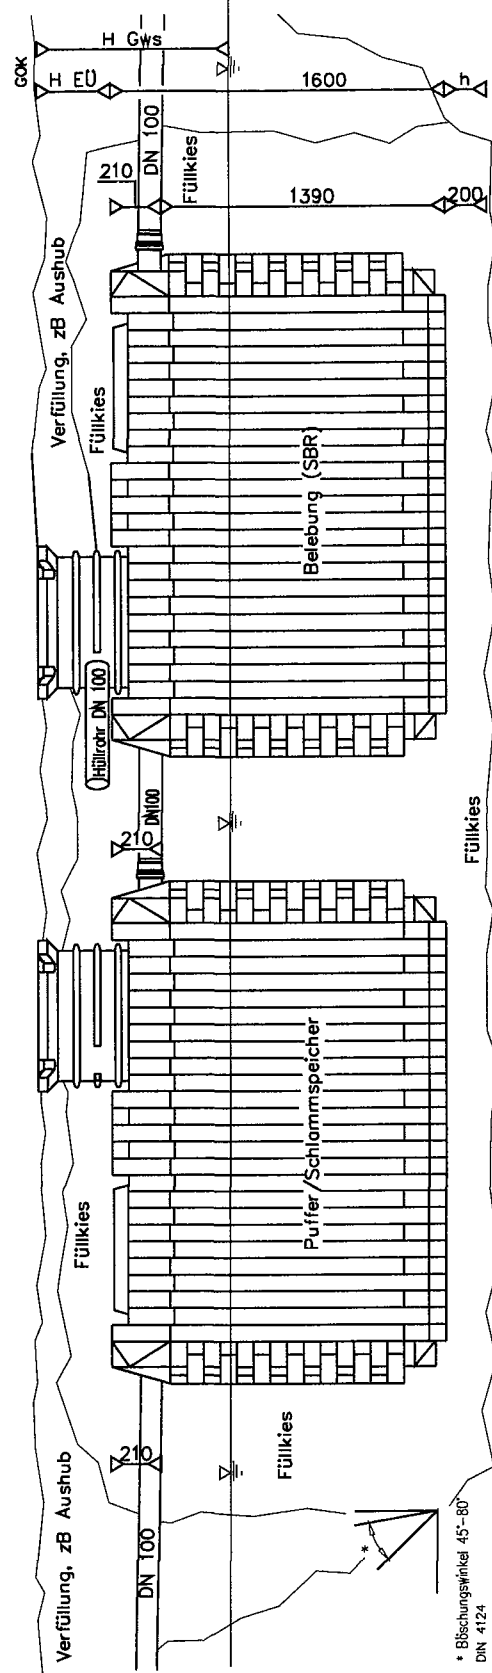 Verfüllung, zB Aushub
DN 100
210
Füllkies
Füllkies
* Böschungswinkel 45°-80°
DIN 4124
*
Puffer/Schlammspeicher
210
DN100
Hüllrohr DN 100
Füllkies
Belebung (SBR)
Füllkies
Verfüllung, zB Aushub
210
DN 100
Füllkies
GOK
H Gws
H EÜ
1600
h
1390
200